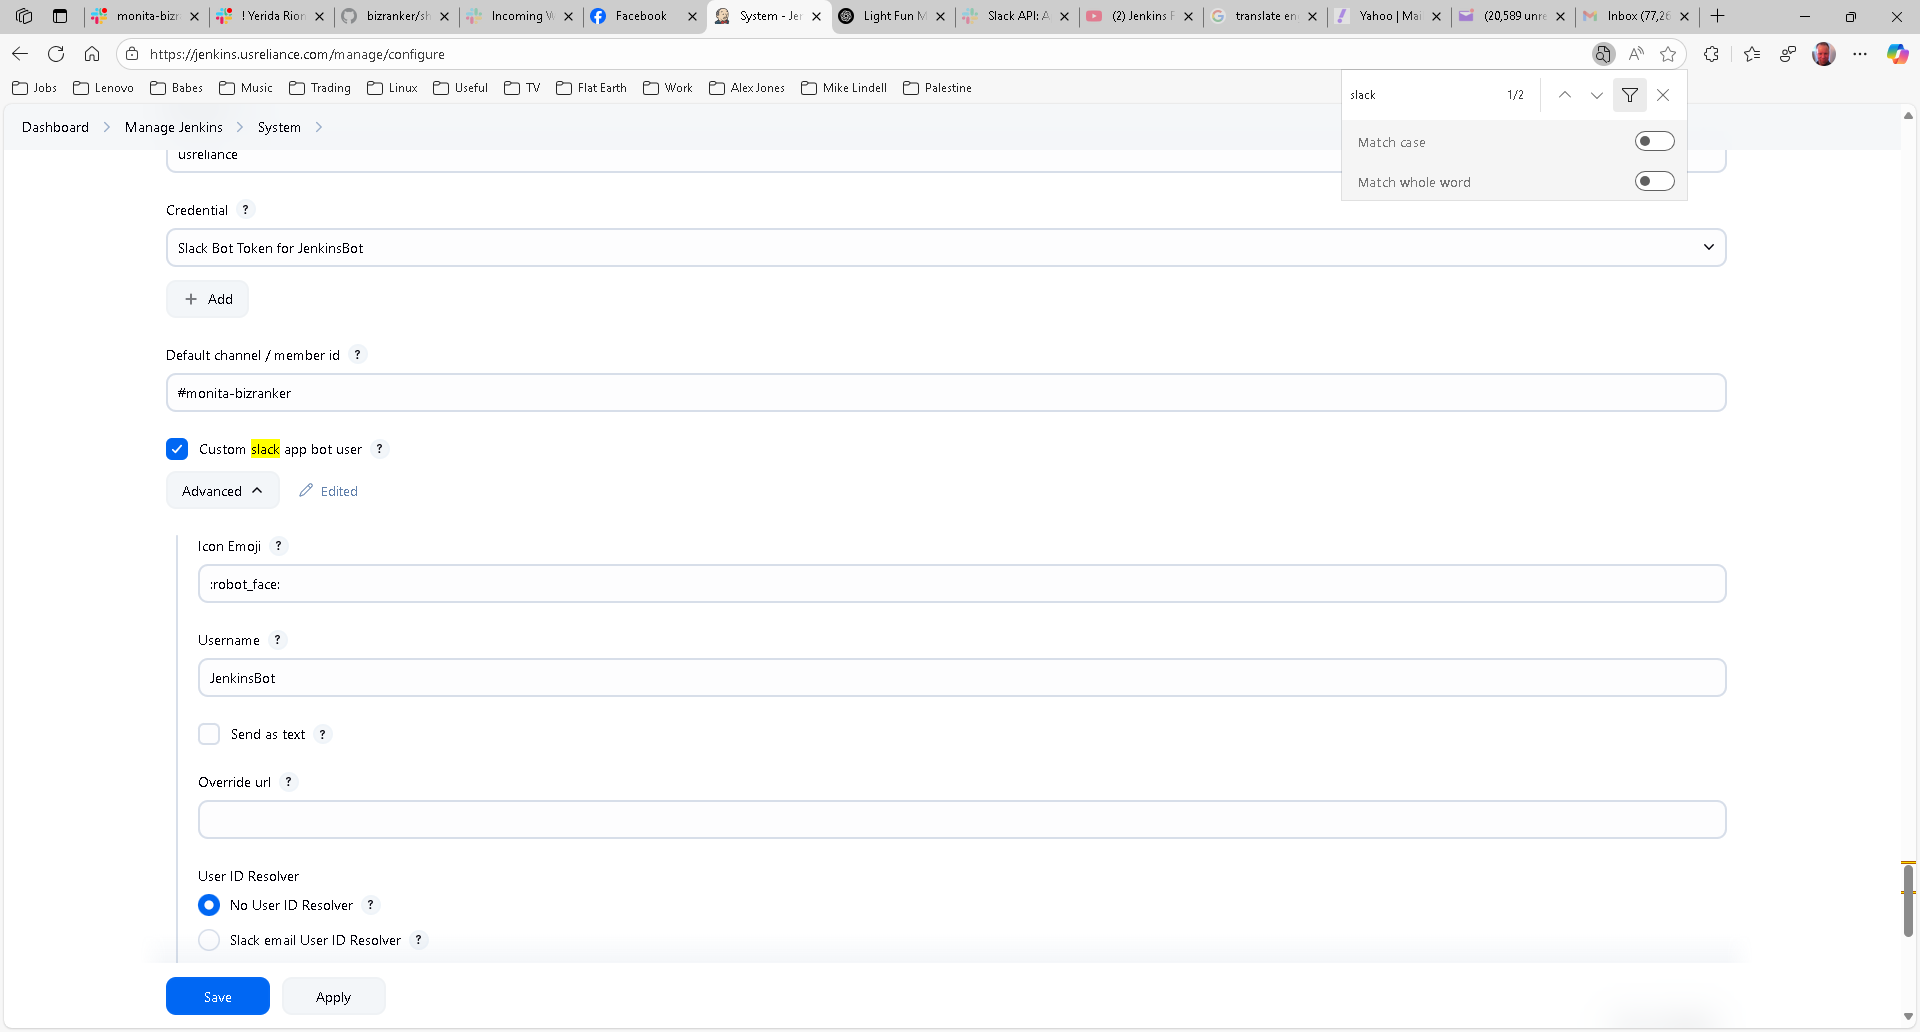 monita-bizr
! Yerida Rion
bizranker/sh
Incoming W
Facebook
System - Jen
Light Fun M
Slack API: A
(2) Jenkins F
translate en
Yahoo | Mai
(20,589 unre
Inbox (77,26
https://jenkins.usreliance.com/manage/configure
Jobs
Lenovo
Babes
Music
Trading
Linux
Useful
TV
Flat Earth
Work
Alex Jones
Mike Lindell
Palestine
slack
1/2
Match case
Match whole word
Dashboard
Manage Jenkins
System
usreliance
Credential ?
Slack Bot Token for JenkinsBot
+ Add
Default channel / member id ?
#monita-bizranker
Custom slack app bot user ?
Advanced
Edited
Icon Emoji ?
:robot_face:
Username ?
JenkinsBot
Send as text ?
Override url ?
User ID Resolver
No User ID Resolver ?
Slack email User ID Resolver ?
Save
Apply